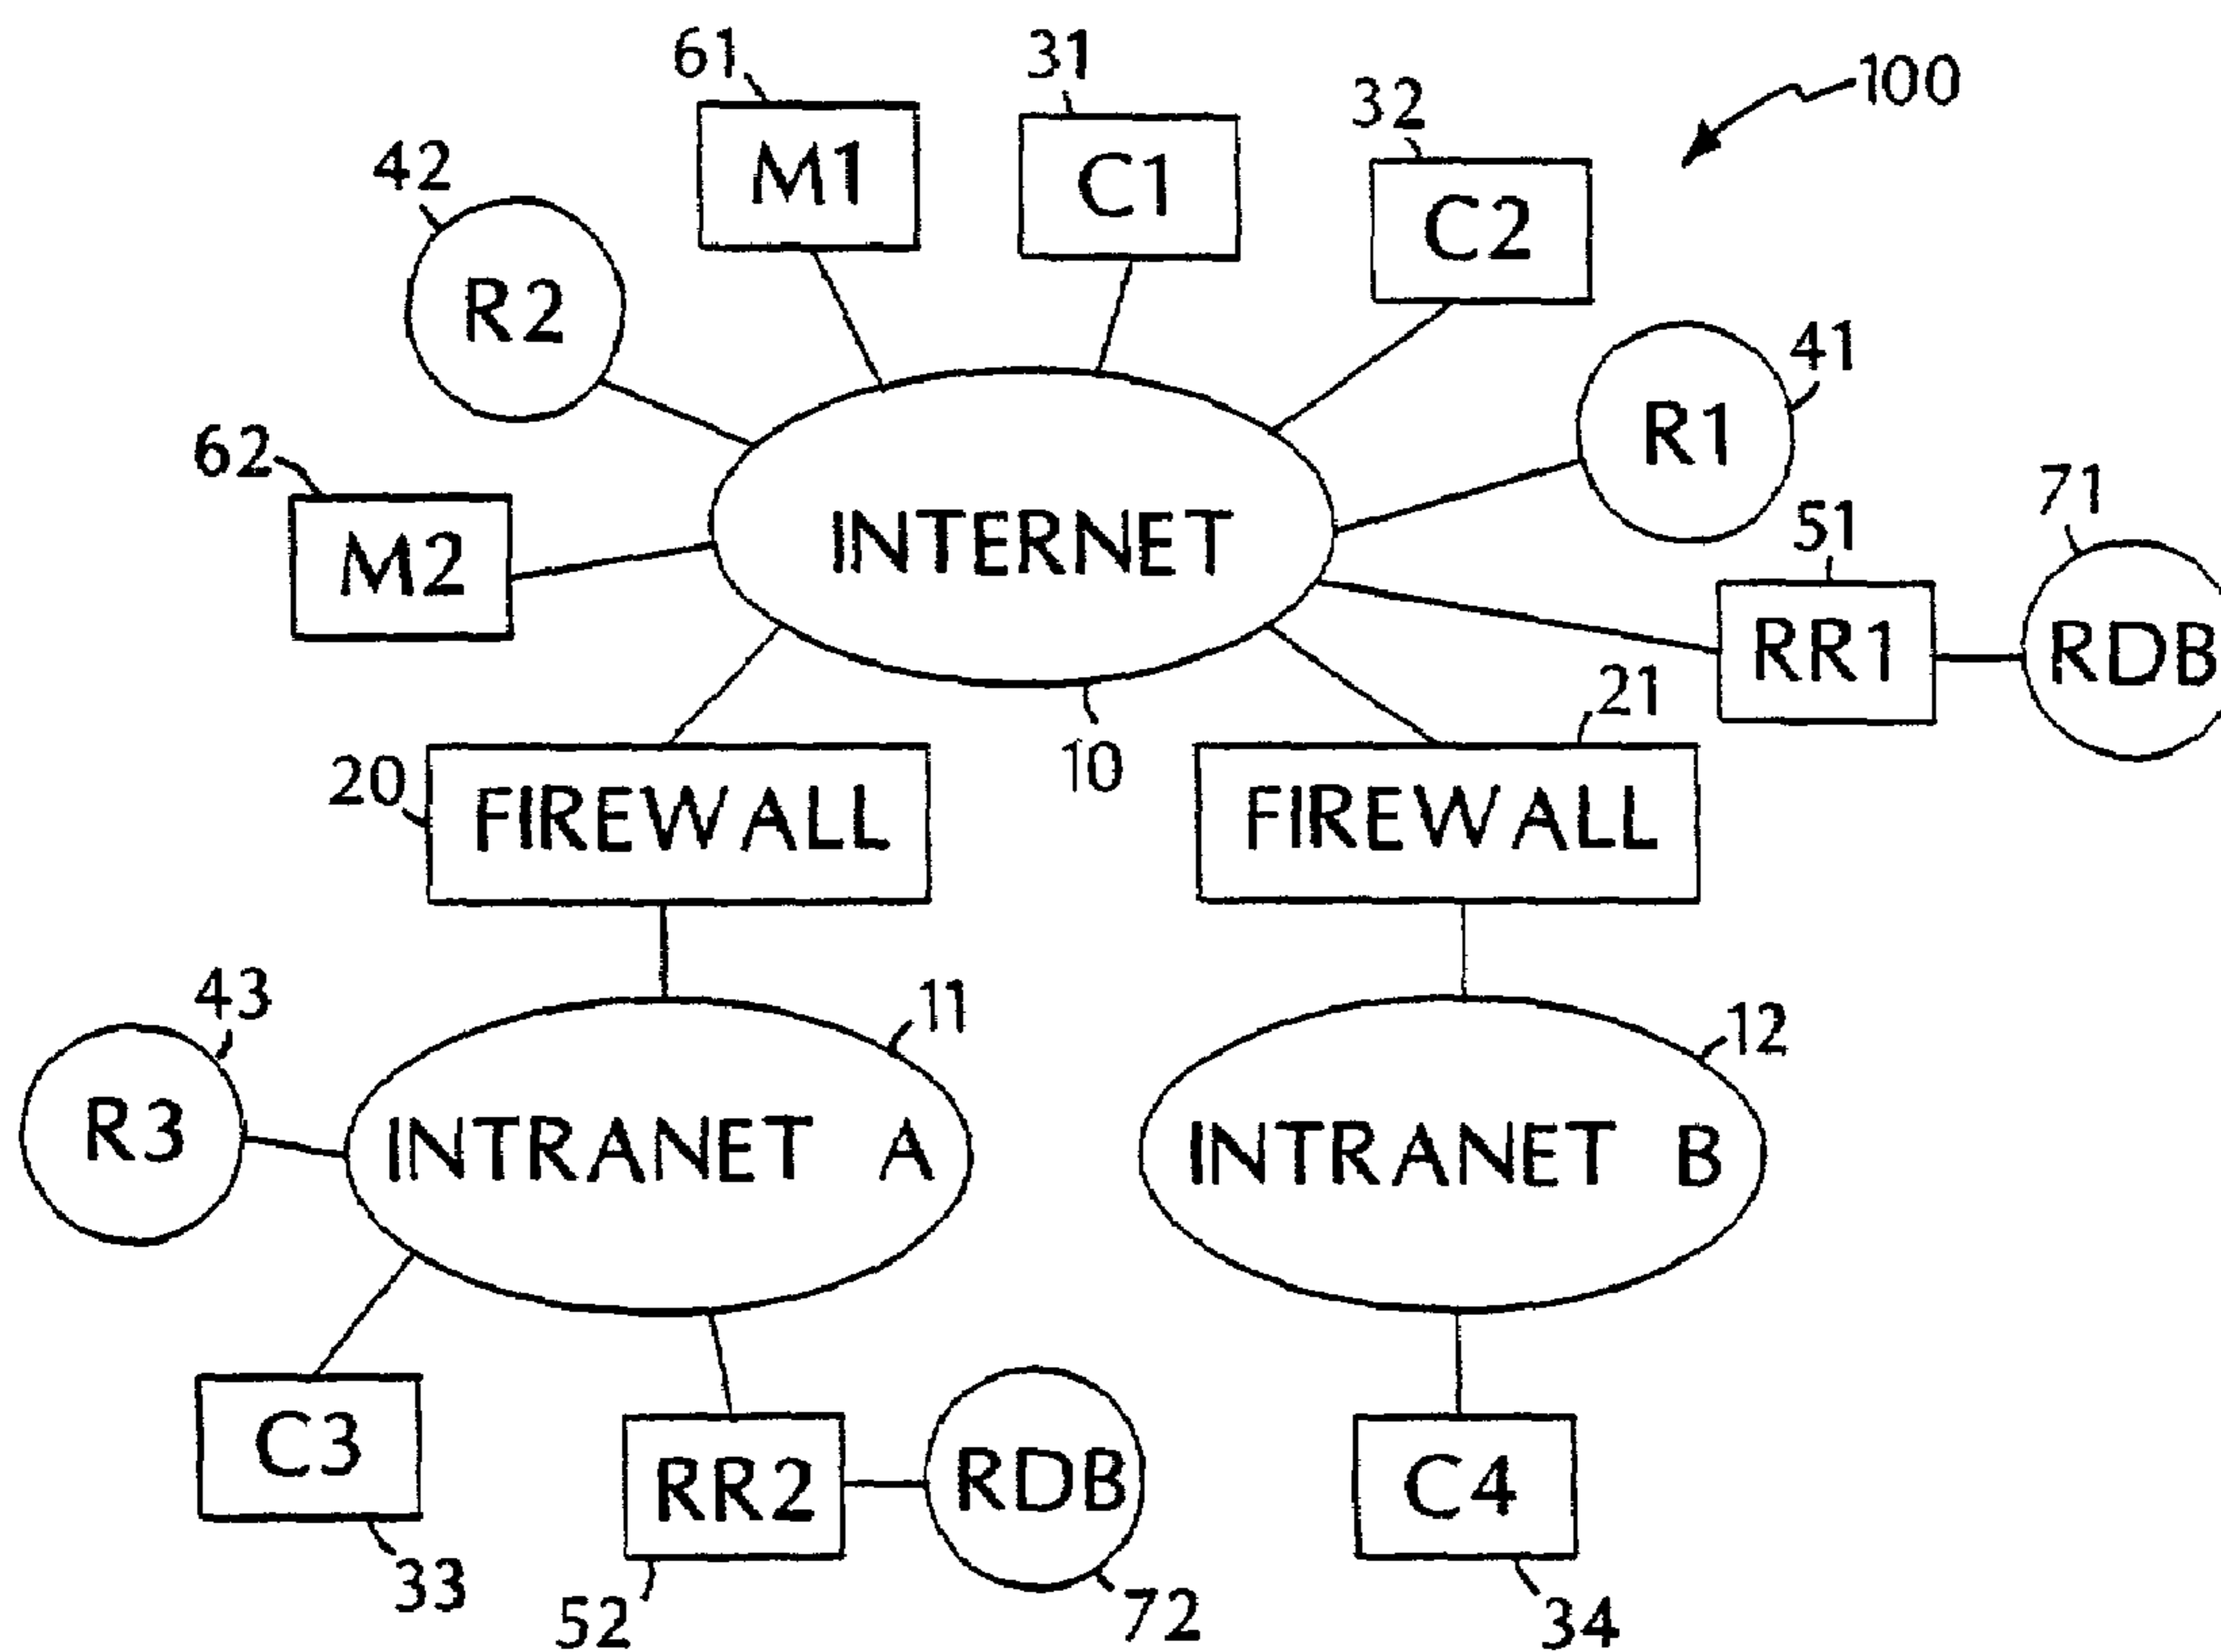 61
31
32
100
42
M1
C1
C2
R2
41
R1
62
71
51
INTERNET
M2
RR1
RDB
21
10
20
FIREWALL
FIREWALL
43
11
12
R3
INTRANET A
INTRANET B
C3
RR2
RDB
C4
33
52
72
34